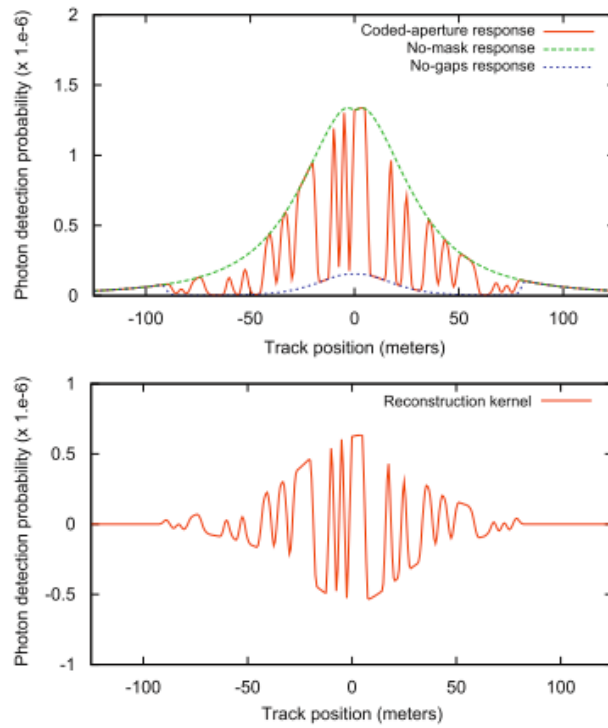 Photon detection probability (x 1.e-6)
2
1.5
1
0.5
0
Coded-aperture response
No-mask response
No-gaps response
-100 -50 0 50 100
Track position (meters)
Photon detection probability (x 1.e-6)
1
0.5
0
-0.5
-1
Reconstruction kernel
-100 -50 0 50 100
Track position (meters)